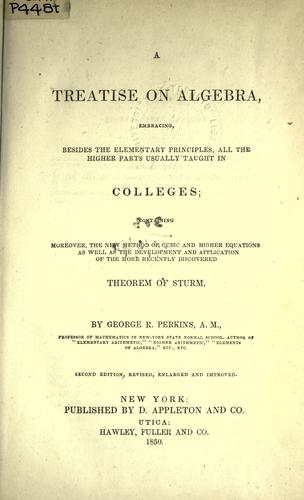 P448t
A
TREATISE ON ALGEBRA,
EMBRACING,
BESIDES THE ELEMENTARY PRINCIPLES, ALL THE
HIGHER PARTS USUALLY TAUGHT IN
COLLEGES;
MOREOVER, THE NEW METHOD OF CUBIC AND HIGHER EQUATIONS
AS WELL AS THE DEVELOPMENT AND APPLICATION
OF THE MORE RECENTLY DISCOVERED
THEOREM OF STURM.
BY GEORGE R. PERKINS, A. M.,
PROFESSOR OF MATHEMATICS IN NEW-YORK STATE NORMAL SCHOOL, AUTHOR OF
"ELEMENTARY ARITHMETIC," "HIGHER ARITHMETIC," "ELEMENTS
OF ALGEBRA," ETC., ETC.
SECOND EDITION, REVISED, ENLARGED AND IMPROVED.
NEW YORK:
PUBLISHED BY D. APPLETON AND CO.
UTICA:
HAWLEY, FULLER AND CO.
1850.